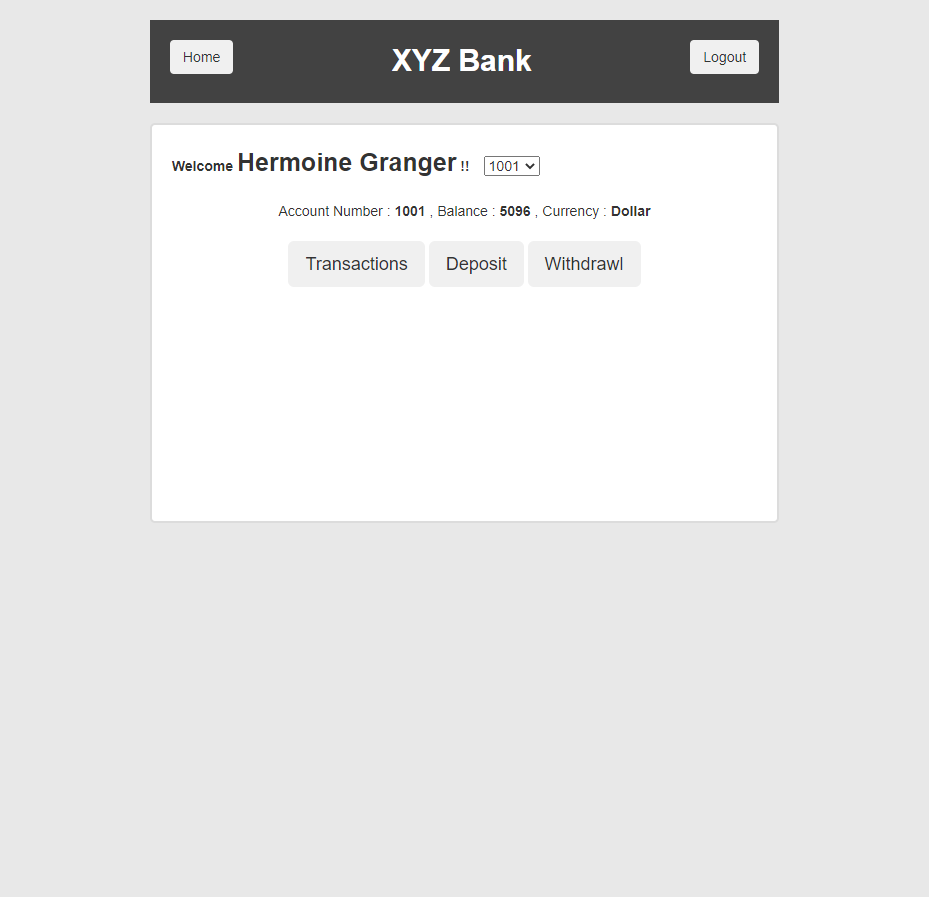 Home XYZ Bank Logout
Welcome Hermoine Granger !! 1001
Account Number : 1001 , Balance : 5096 , Currency : Dollar
Transactions Deposit Withdrawl